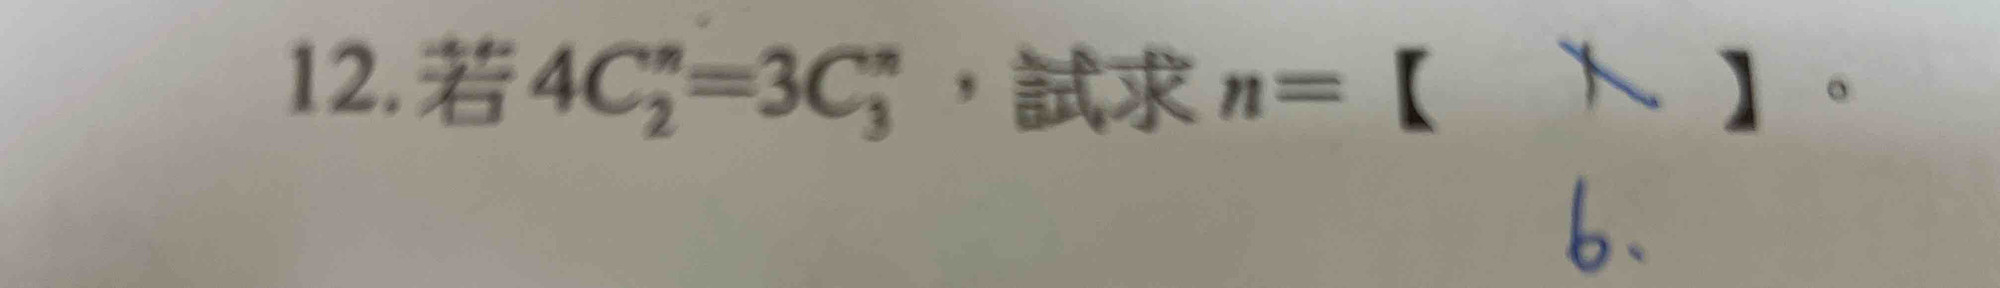 12. 若 4C₂ⁿ=3C₃ⁿ，試求 n=【 】。
6.